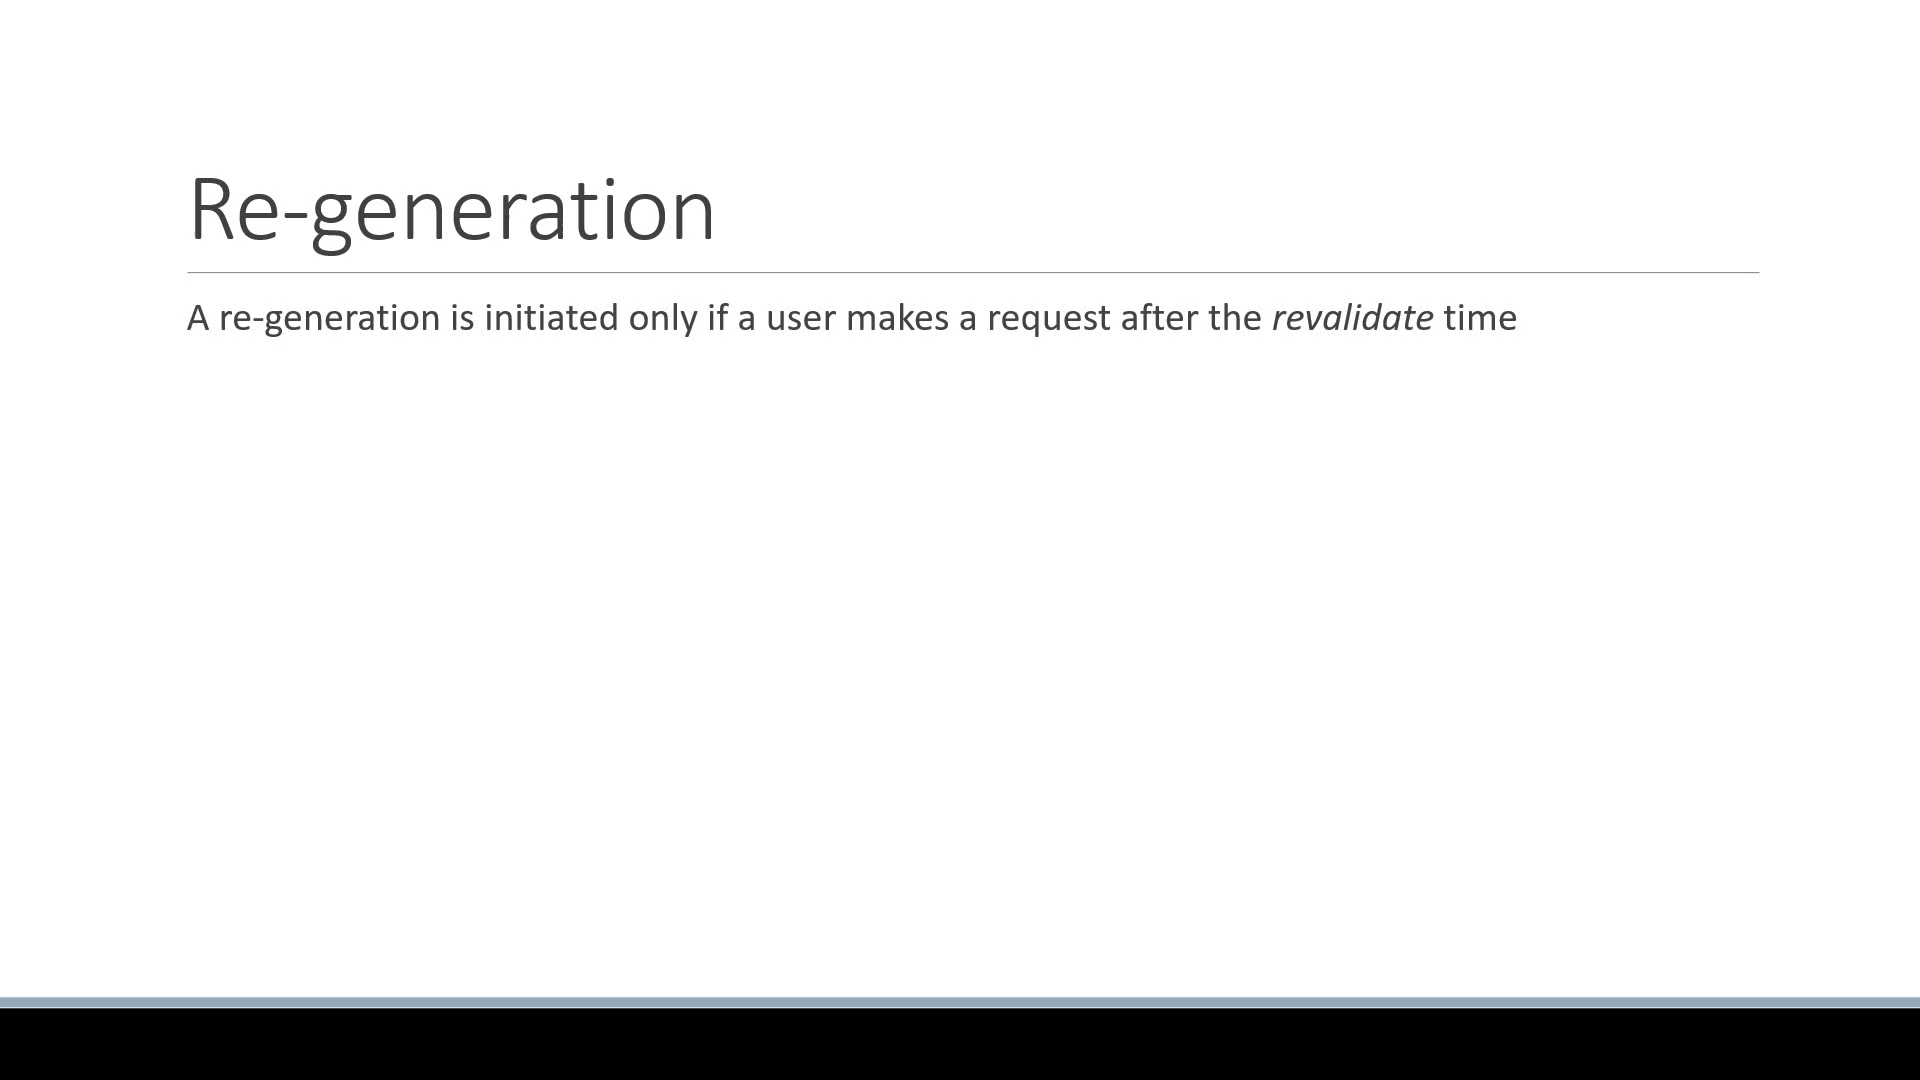 Re-generation
A re-generation is initiated only if a user makes a request after the revalidate time